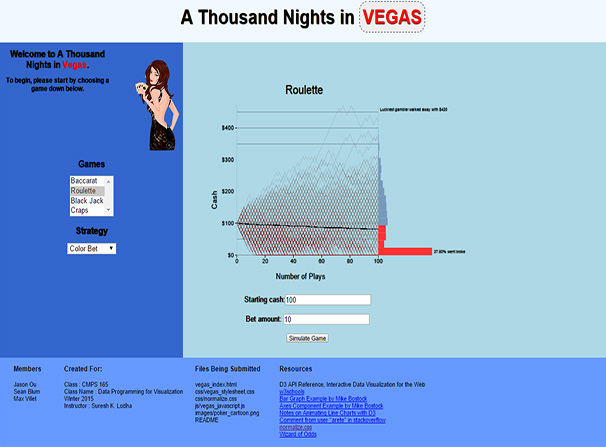 A Thousand Nights in VEGAS
Welcome to A Thousand
Nights in Vegas.
To begin, please start by choosing a
game down below.
Games
Baccarat
Roulette
Black Jack
Craps
Strategy
Color Bet
Roulette
Luckiest gambler walked away with $420
$400
$300
$200
$100
$0
Cash
0
20
40
60
80
100
Number of Plays
37.80% went broke
Starting cash: 100
Bet amount: 10
Simulate Game
Members
Jason Ou
Sean Blum
Max Vilet
Created For:
Class : CMPS 165
Class Name : Data Programming for Visualization
Winter 2015
Instructor : Suresh K. Lodha
Files Being Submitted
vegas_index.html
css/vegas_stylesheet.css
css/normalize.css
js/vegas_javascript.js
images/poker_cartoon.png
README
Resources
D3 API Reference, Interactive Data Visualization for the Web
w3schools
Bar Graph Example by Mike Bostock
Axes Component Example by Mike Bostock
Notes on Animating Line Charts with D3
Comment from user "arete" in stackoverflow
normalize.css
Wizard of Odds